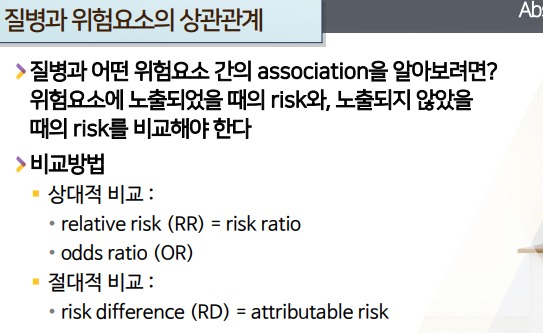 질병과 위험요소의 상관관계
Abs
질병과 어떤 위험요소 간의 association을 알아보려면?
위험요소에 노출되었을 때의 risk와, 노출되지 않았을
때의 risk를 비교해야 한다
비교방법
상대적 비교 :
• relative risk (RR) = risk ratio
• odds ratio (OR)
절대적 비교 :
• risk difference (RD) = attributable risk